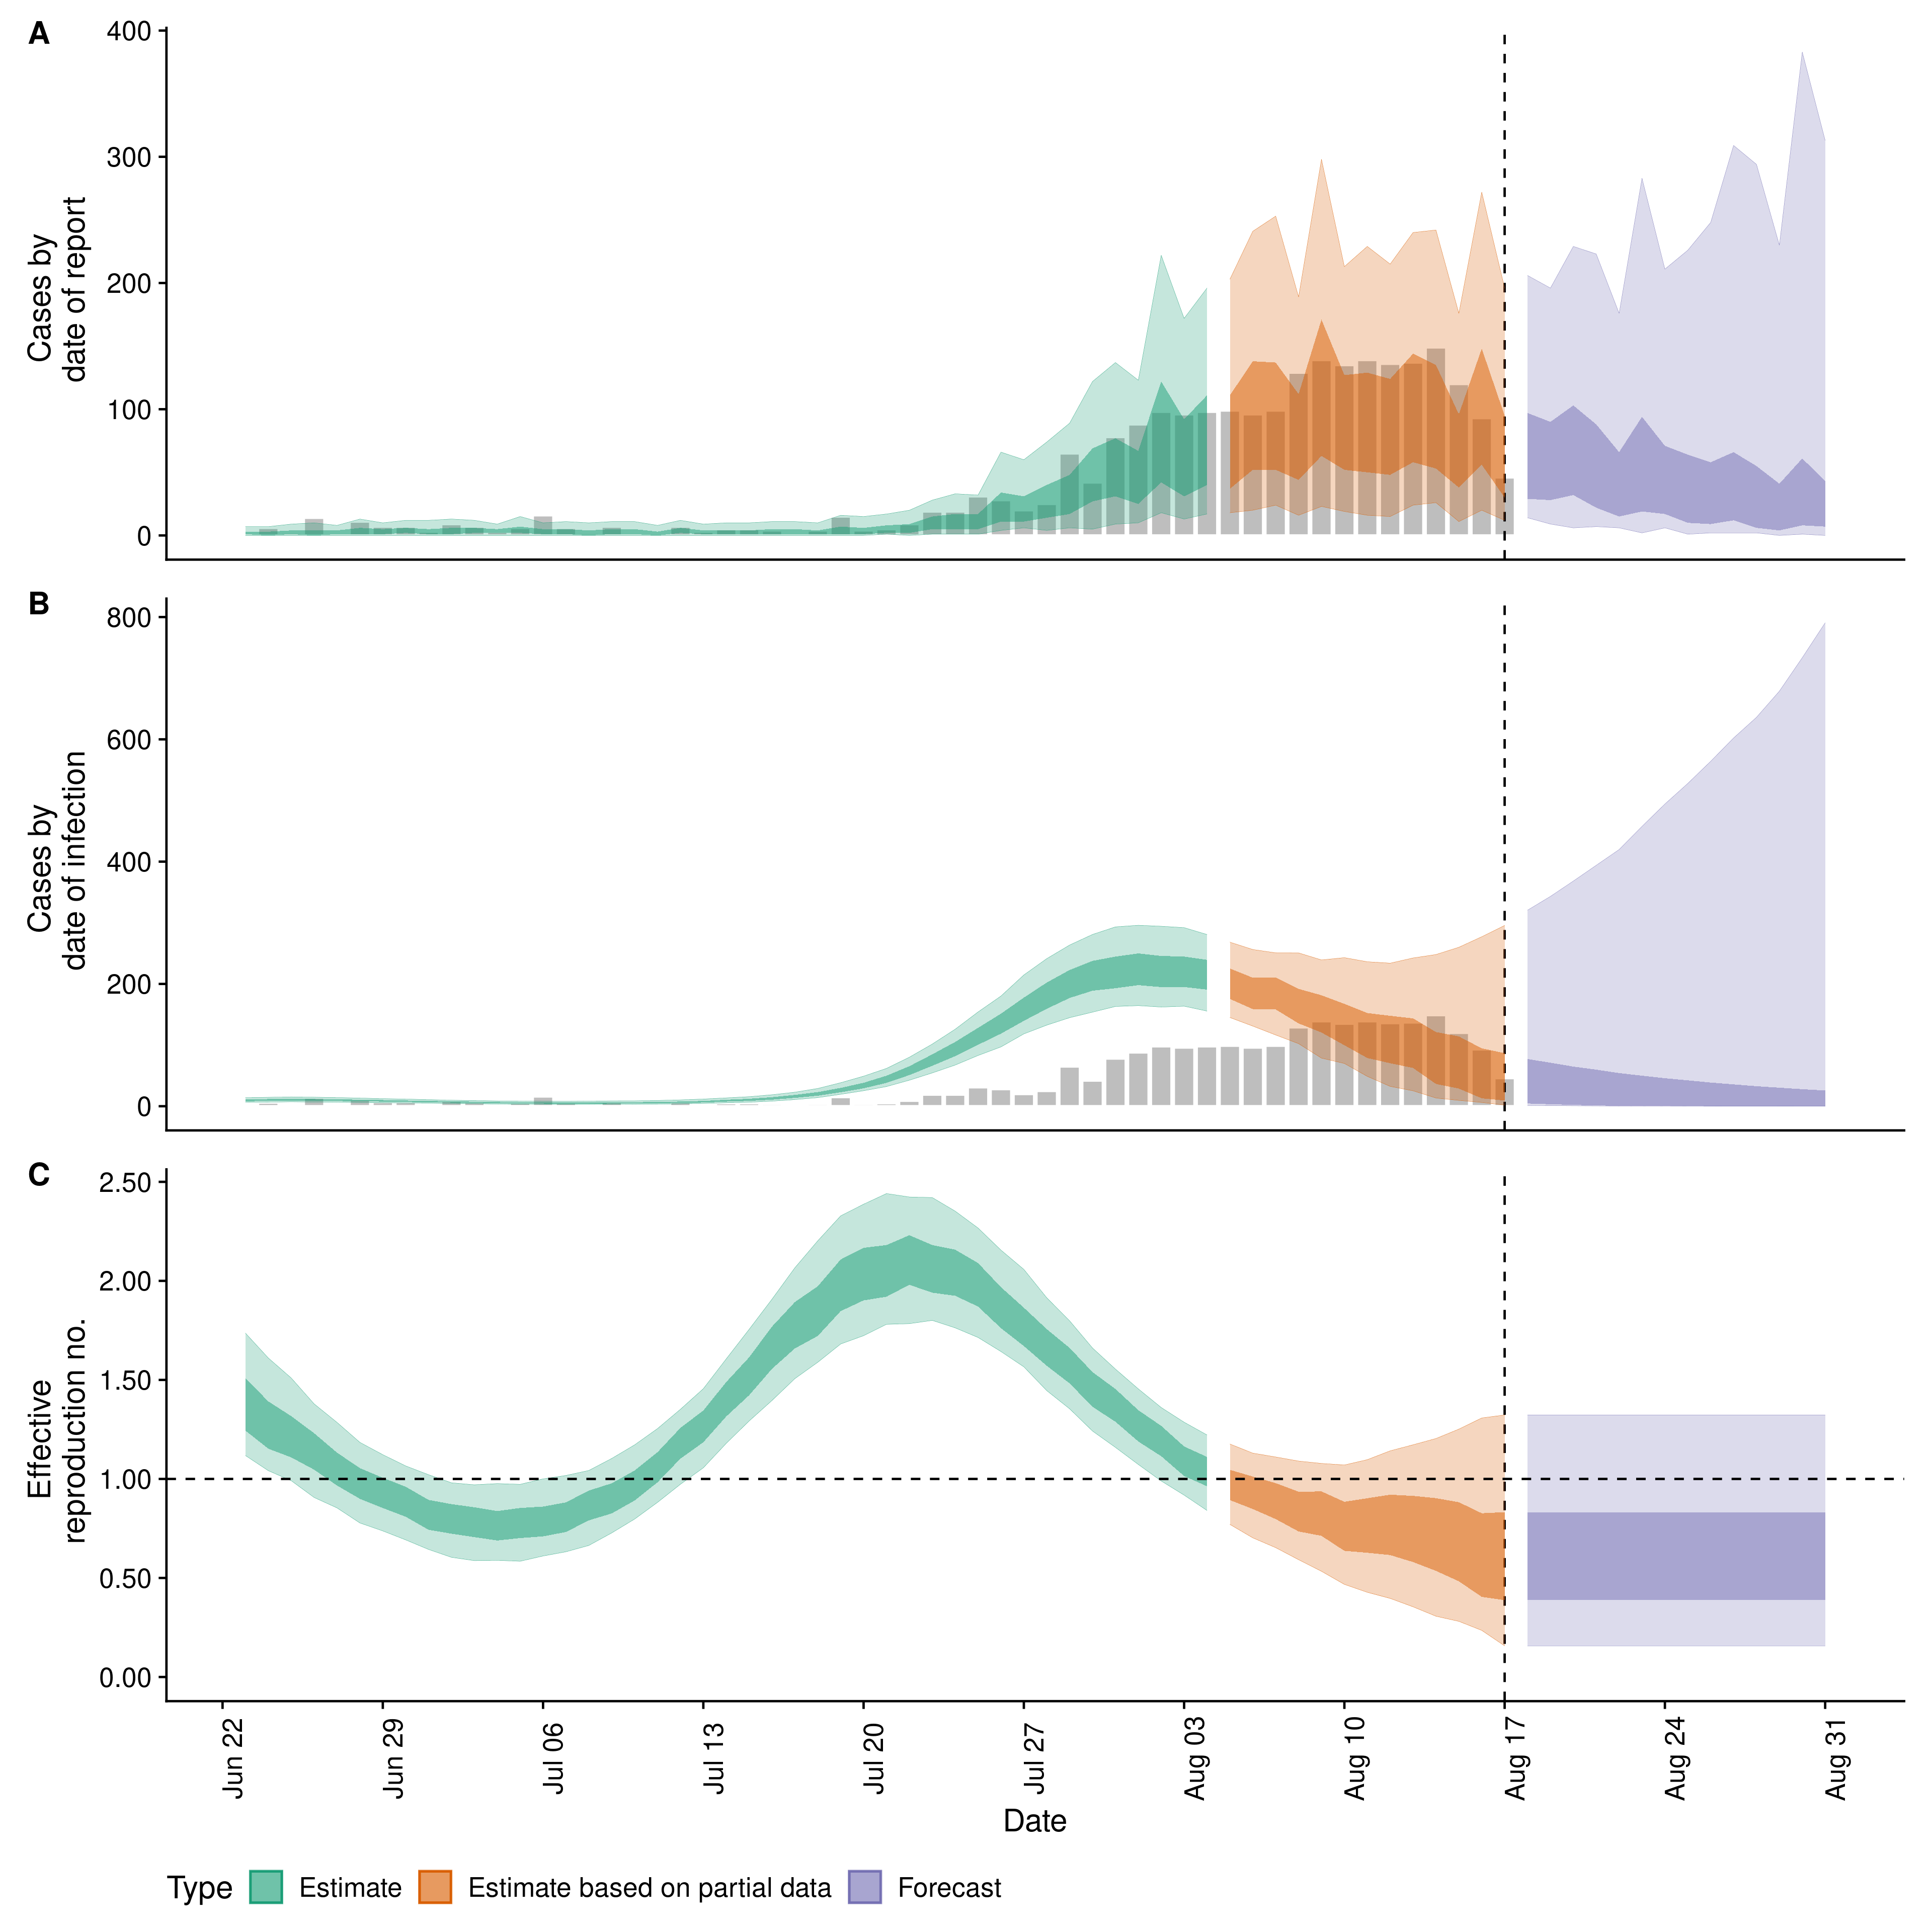 A
Cases by
date of report
400
300
200
100
0
B
Cases by
date of infection
800
600
400
200
0
C
Effective
reproduction no.
2.50
2.00
1.50
1.00
0.50
0.00
Jun 22
Jun 29
Jul 06
Jul 13
Jul 20
Jul 27
Aug 03
Aug 10
Aug 17
Aug 24
Aug 31
Date
Type Estimate Estimate based on partial data Forecast